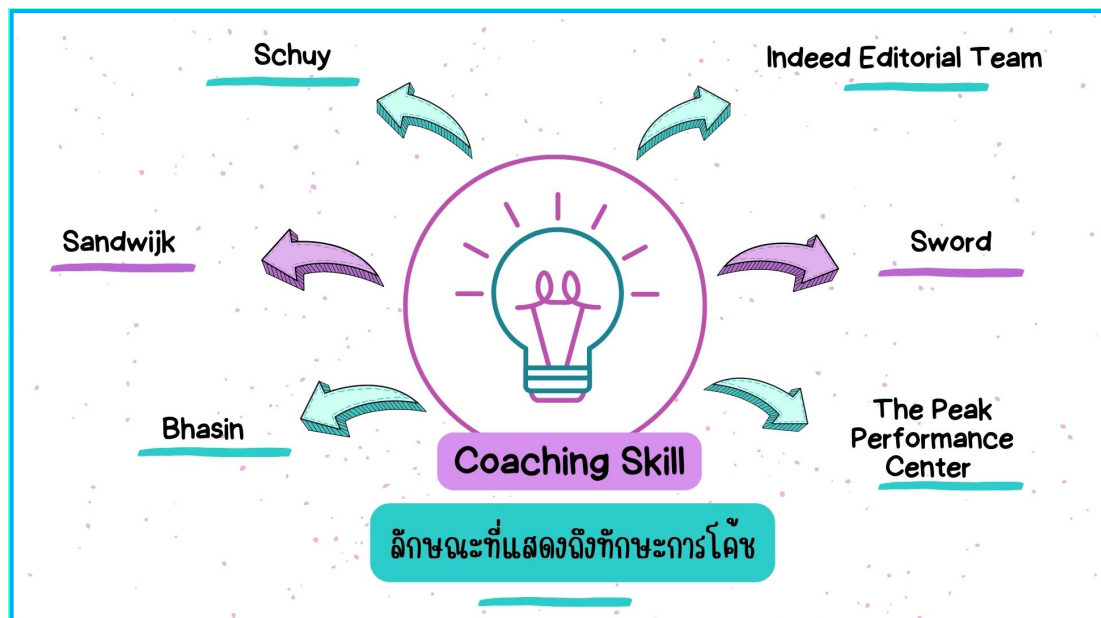 Schuy
Indeed Editorial Team
Sandwijk
Sword
Bhasin
The Peak
Performance
Center
Coaching Skill
ลักษณะที่แสดงถึงทักษะการโค้ช